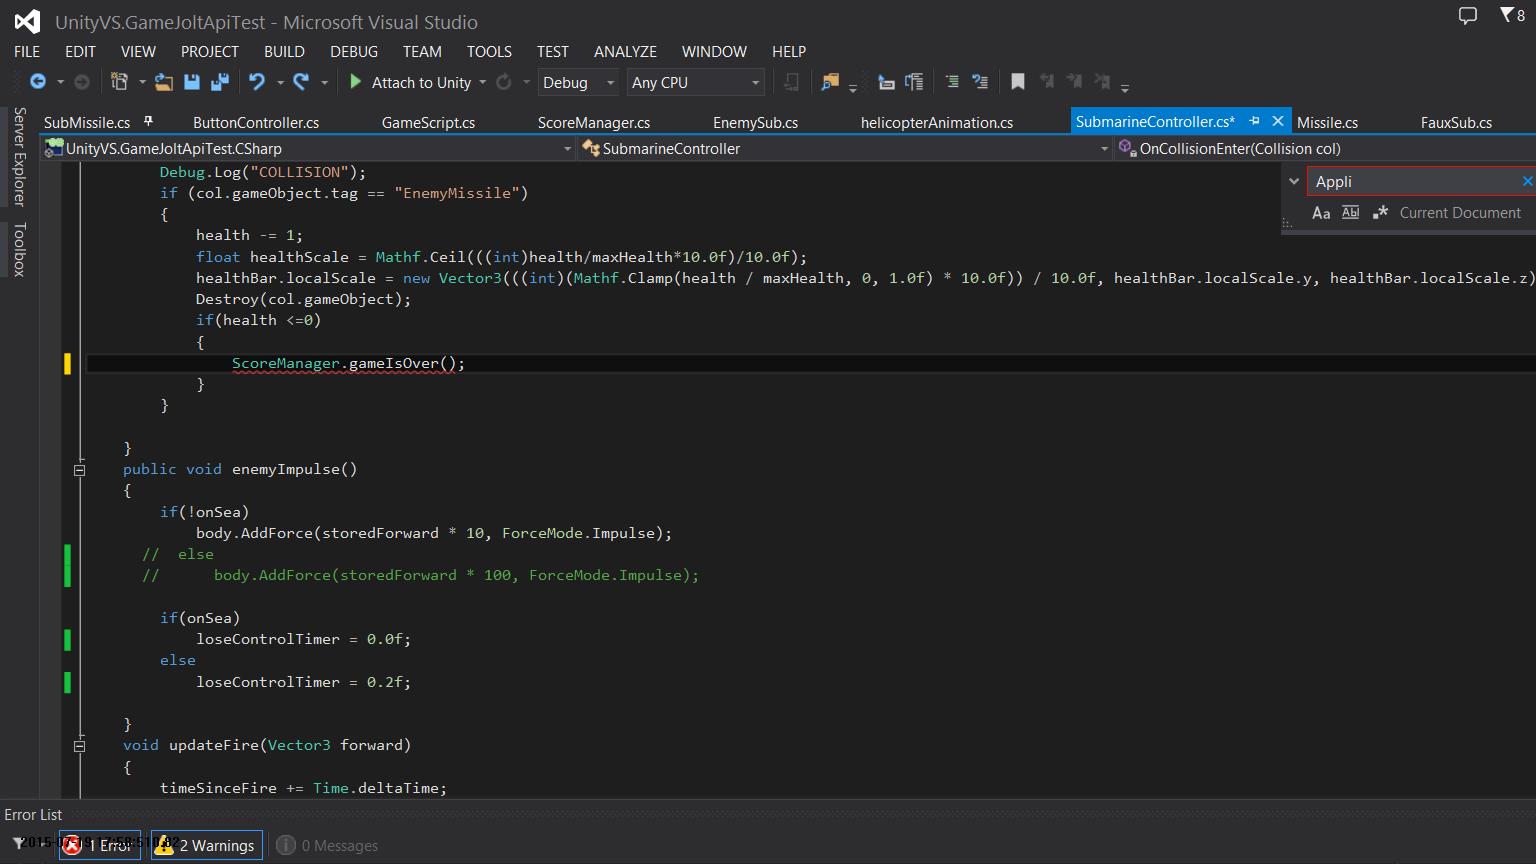 UnityVS.GameJoltApiTest - Microsoft Visual Studio
8
FILE EDIT VIEW PROJECT BUILD DEBUG TEAM TOOLS TEST ANALYZE WINDOW HELP
Attach to Unity Debug Any CPU
SubMissile.cs ButtonController.cs GameScript.cs ScoreManager.cs EnemySub.cs helicopterAnimation.cs SubmarineController.cs* Missile.cs FauxSub.cs
Server Explorer
Toolbox
UnityVS.GameJoltApiTest.CSharp SubmarineController OnCollisionEnter(Collision col)
Appli
Aa Abl .* Current Document
Debug.Log("COLLISION");
if (col.gameObject.tag == "EnemyMissile")
{
health -= 1;
float healthScale = Mathf.Ceil(((int)health/maxHealth*10.0f)/10.0f);
healthBar.localScale = new Vector3(((int)(Mathf.Clamp(health / maxHealth, 0, 1.0f) * 10.0f)) / 10.0f, healthBar.localScale.y, healthBar.localScale.z)
Destroy(col.gameObject);
if(health <=0)
{
ScoreManager.gameIsOver();
}
}
}
public void enemyImpulse()
{
if(!onSea)
body.AddForce(storedForward * 10, ForceMode.Impulse);
// else
// body.AddForce(storedForward * 100, ForceMode.Impulse);
if(onSea)
loseControlTimer = 0.0f;
else
loseControlTimer = 0.2f;
}
void updateFire(Vector3 forward)
{
timeSinceFire += Time.deltaTime;
Error List
1 Error 2 Warnings 0 Messages